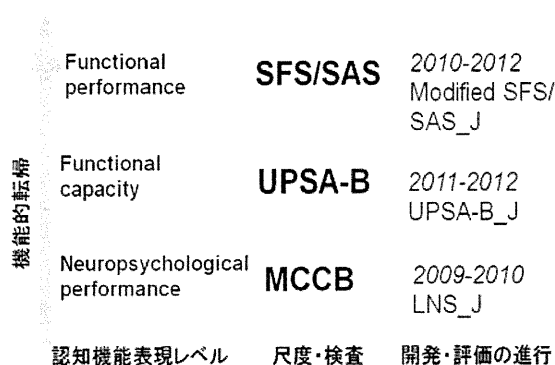 Functional
performance
SFS/SAS
2010-2012
Modified SFS/
SAS_J
Functional
capacity
UPSA-B
2011-2012
UPSA-B_J
Neuropsychological
performance
MCCB
2009-2010
LNS_J
機能的転帰
認知機能表現レベル
尺度・検査
開発・評価の進行